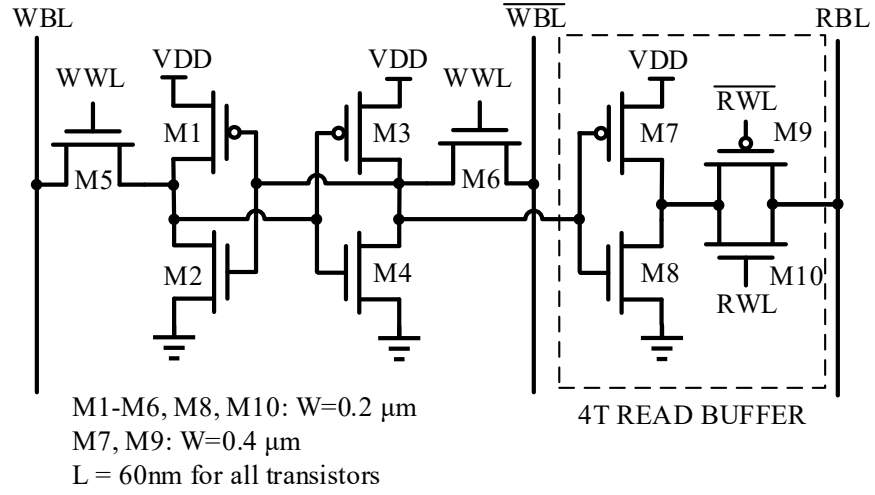 WBL
WBL
RBL
VDD
VDD
VDD
WWL
WWL
RWL
M1
M3
M7
M9
M5
M6
M2
M4
M8
M10
RWL
M1-M6, M8, M10: W=0.2 μm
M7, M9: W=0.4 μm
L = 60nm for all transistors
4T READ BUFFER